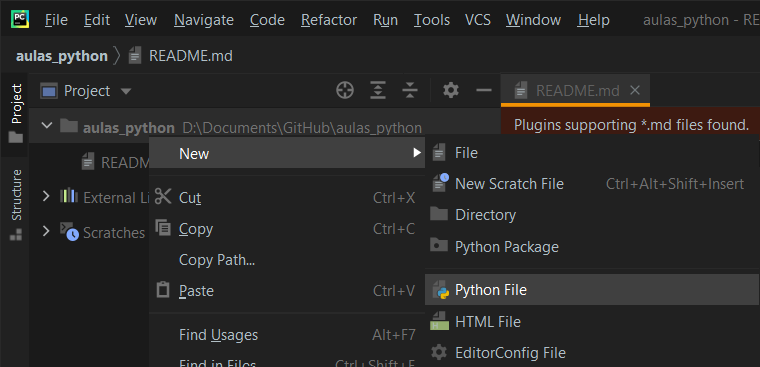 PC File Edit View Navigate Code Refactor Run Tools VCS Window Help aulas_python - RE
aulas_python README.md
Project
Project README.md
aulas_python D:\Documents\GitHub\aulas_python Plugins supporting *.md files found.
READM
New File
New Scratch File Ctrl+Alt+Shift+Insert
External Li Cut Ctrl+X
Directory
Structure
Scratches Copy Ctrl+C
Python Package
Copy Path...
Paste Ctrl+V Python File
HTML File
Find Usages Alt+F7
EditorConfig File
Find in Files Ctrl+Shift+F